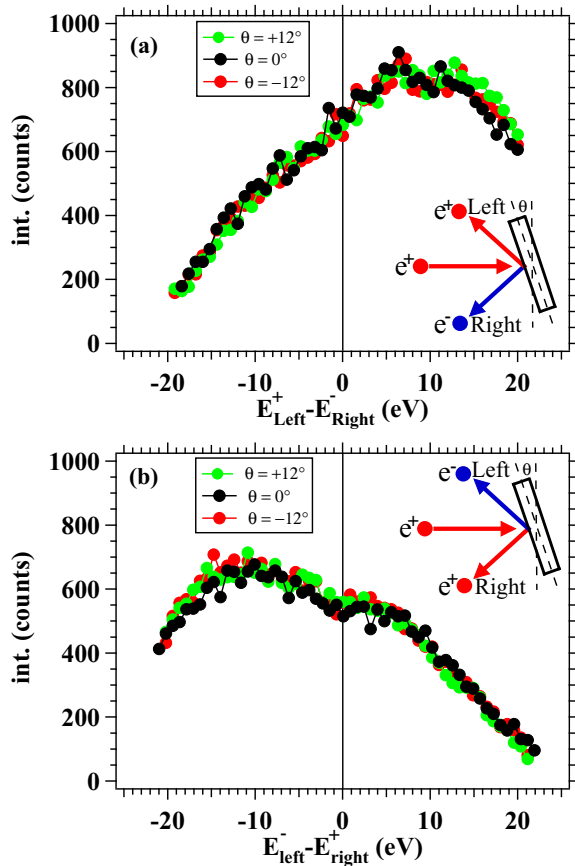 (a)
θ = +12°
θ = 0°
θ = −12°
int. (counts)
1000
800
600
400
200
0
e⁺ Left
θ
e⁺
e⁻ Right
-20 -10 0 10 20
E⁺Left-E⁻Right (eV)
(b)
θ = +12°
θ = 0°
θ = −12°
int. (counts)
1000
800
600
400
200
0
e⁻ Left
θ
e⁺
e⁺ Right
-20 -10 0 10 20
E⁻left-E⁺right (eV)